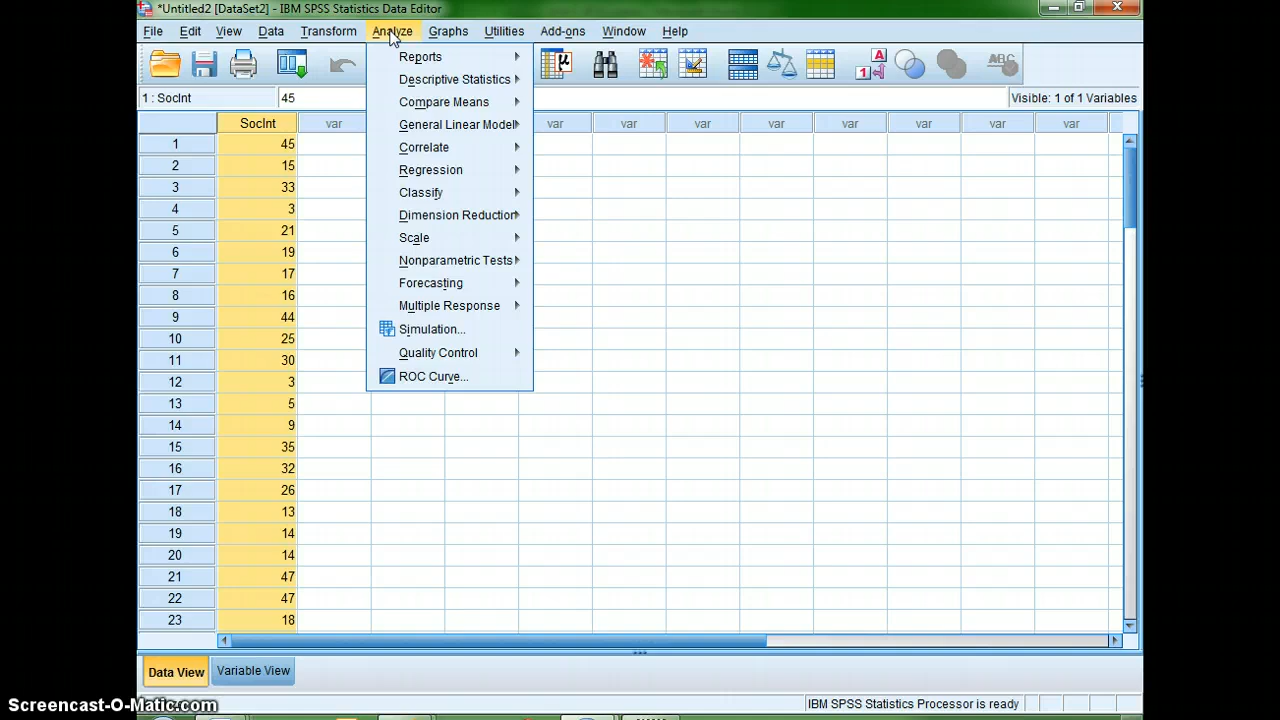 *Untitled2 [DataSet2] - IBM SPSS Statistics Data Editor
File Edit View Data Transform Analyze Graphs Utilities Add-ons Window Help
1 : SocInt 45 Visible: 1 of 1 Variables
Reports
Descriptive Statistics
Compare Means
General Linear Model
Correlate
Regression
Classify
Dimension Reduction
Scale
Nonparametric Tests
Forecasting
Multiple Response
Simulation...
Quality Control
ROC Curve...
A
1
ABC
μ
SocInt var var var var var var var var var
1 45
2 15
3 33
4 3
5 21
6 19
7 17
8 16
9 44
10 25
11 30
12 3
13 5
14 9
15 35
16 32
17 26
18 13
19 14
20 14
21 47
22 47
23 18
Data View Variable View
IBM SPSS Statistics Processor is ready
Screencast-O-Matic.com